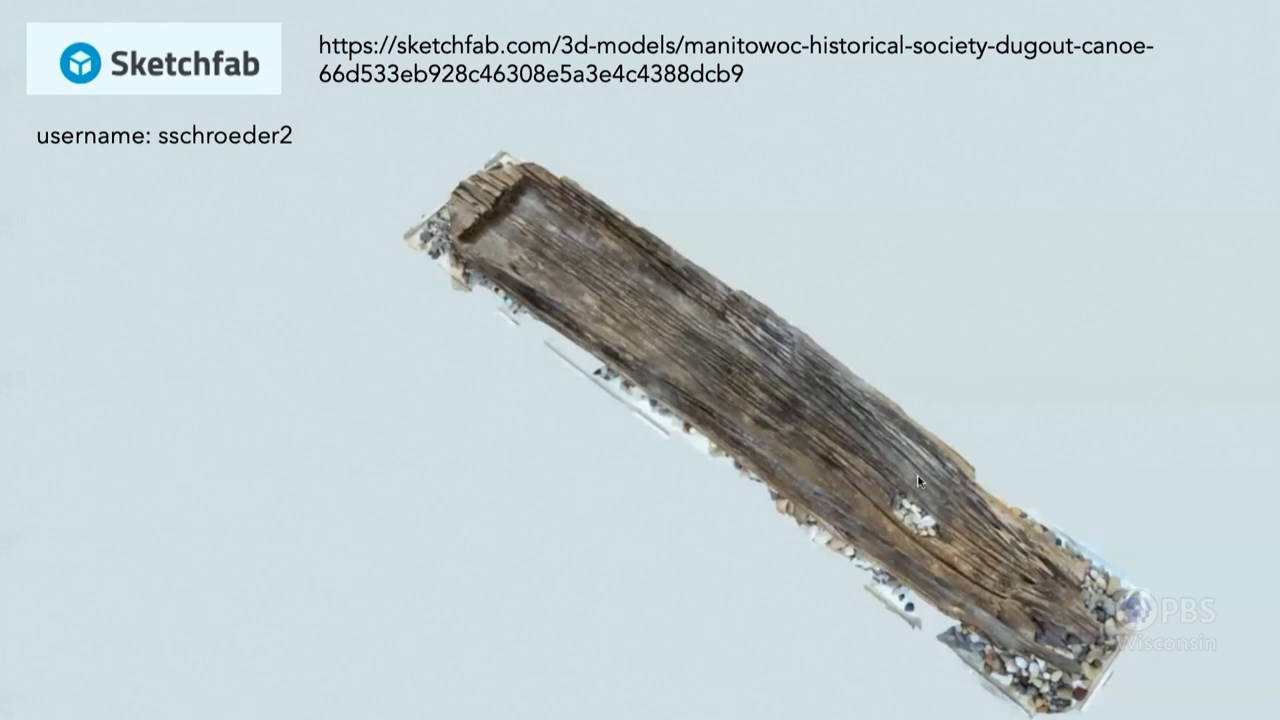 Sketchfab
https://sketchfab.com/3d-models/manitowoc-historical-society-dugout-canoe-
66d533eb928c46308e5a3e4c4388dcb9
username: sschroeder2
PBS
Wisconsin